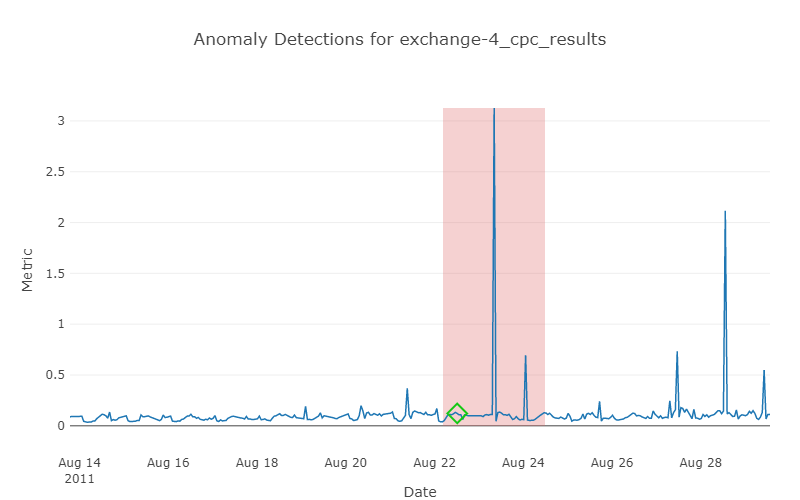 Anomaly Detections for exchange-4_cpc_results
3
2.5
2
1.5
1
0.5
0
Metric
Aug 14
2011
Aug 16
Aug 18
Aug 20
Aug 22
Aug 24
Aug 26
Aug 28
Date